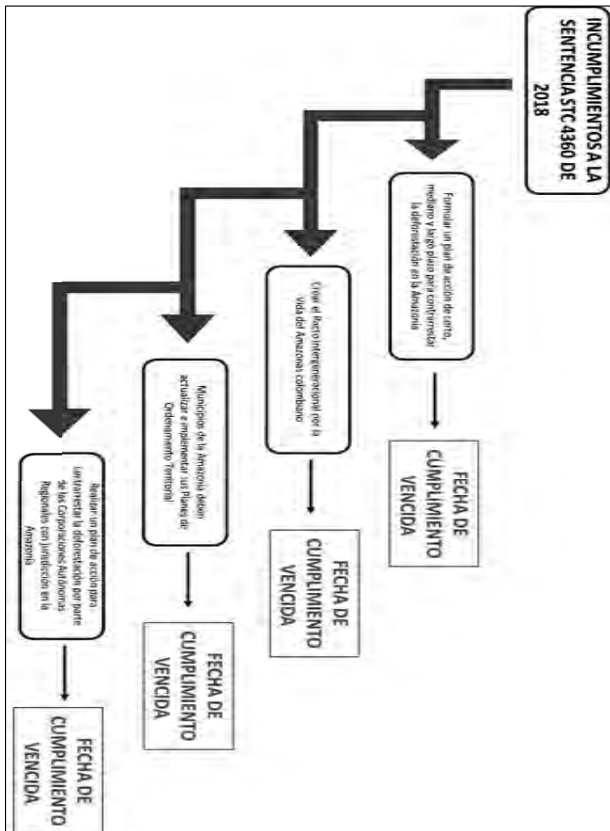 INCUMPLIMIENTOS A LA
SENTENCIA STC 4360 DE
2018
Formular un plan de acción de corto,
mediano y largo plazo para contrarrestar
la deforestación en la Amazonía
FECHA DE
CUMPLIMIENTO
VENCIDA
Crear el Pacto Intergeneracional por la
Vida del Amazonas colombiano
FECHA DE
CUMPLIMIENTO
VENCIDA
Municipios de la Amazonía deben
actualizar e implementar sus Planes de
Ordenamiento Territorial
FECHA DE
CUMPLIMIENTO
VENCIDA
Realizar un plan de acción para
contrarrestar la deforestación por parte
de las Corporaciones Autónomas
Regionales con jurisdicción en la
Amazonía
FECHA DE
CUMPLIMIENTO
VENCIDA